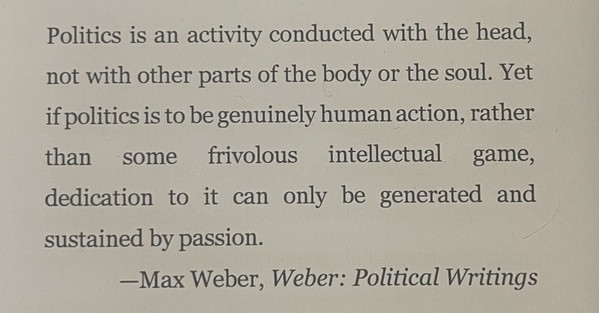 Politics is an activity conducted with the head,
not with other parts of the body or the soul. Yet
if politics is to be genuinely human action, rather
than some frivolous intellectual game,
dedication to it can only be generated and
sustained by passion.
—Max Weber, Weber: Political Writings